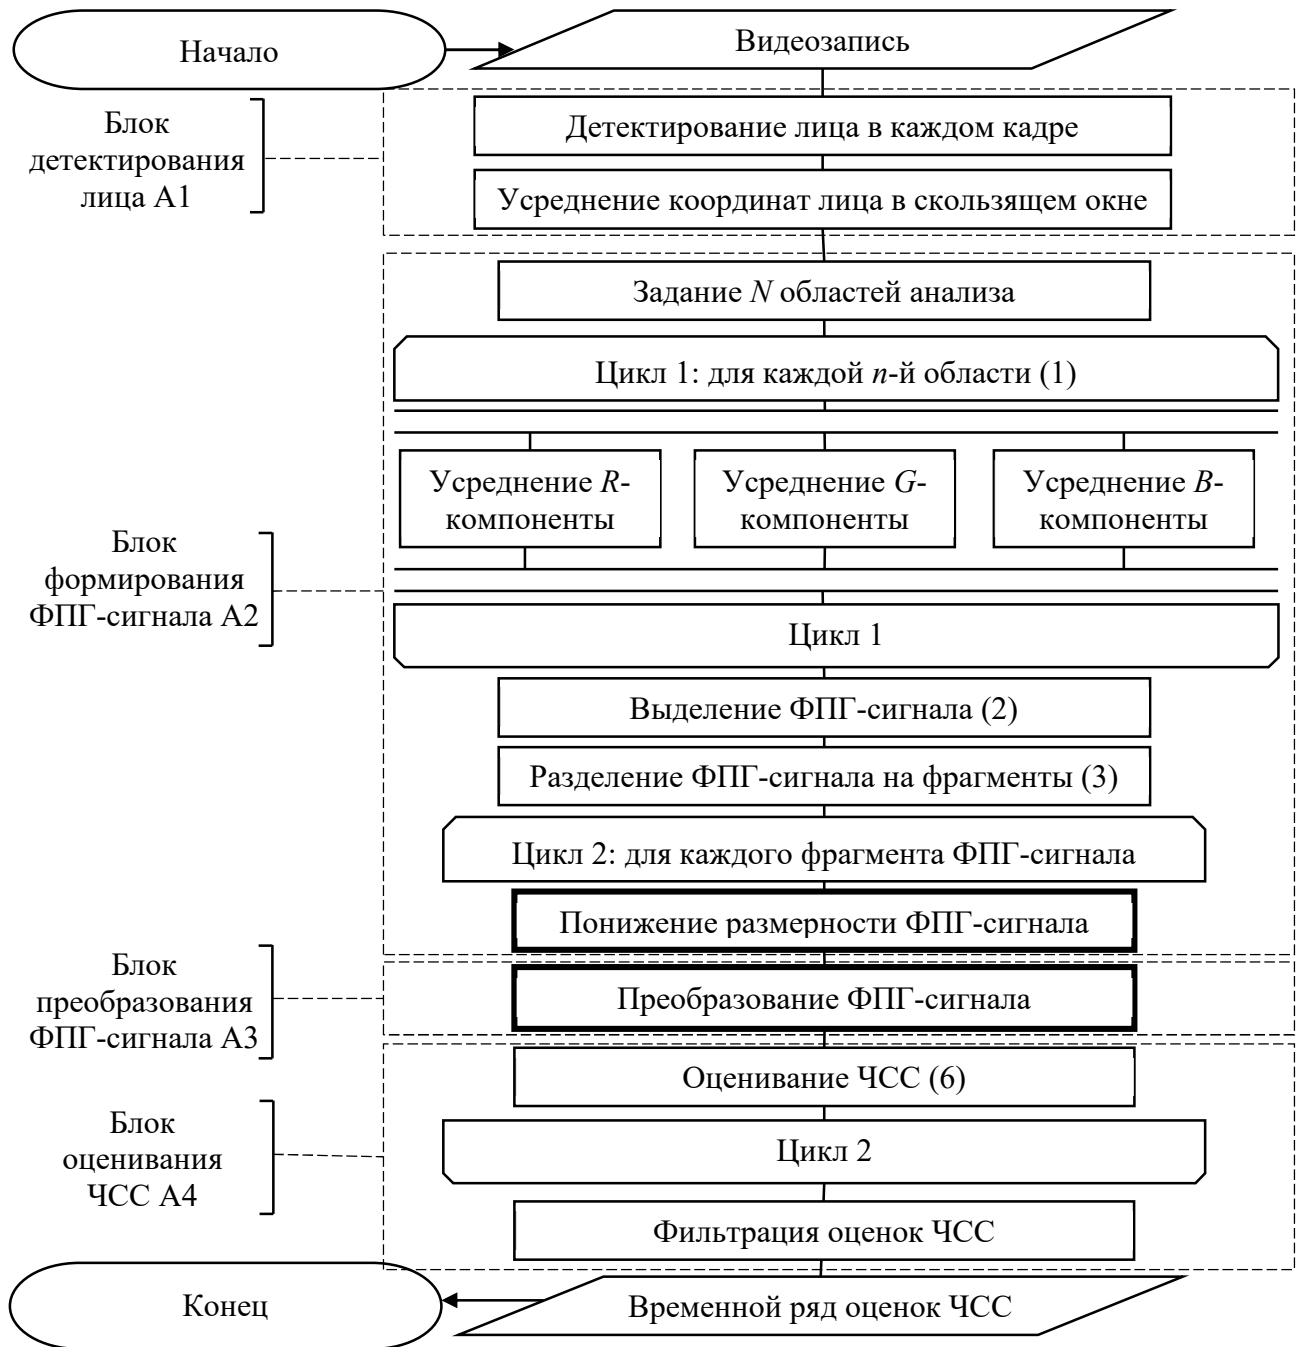 Начало
Видеозапись
Блок
детектирования
лица А1
Детектирование лица в каждом кадре
Усреднение координат лица в скользящем окне
Задание N областей анализа
Цикл 1: для каждой n-й области (1)
Усреднение R-
компоненты
Усреднение G-
компоненты
Усреднение B-
компоненты
Блок
формирования
ФПГ-сигнала А2
Цикл 1
Выделение ФПГ-сигнала (2)
Разделение ФПГ-сигнала на фрагменты (3)
Цикл 2: для каждого фрагмента ФПГ-сигнала
Понижение размерности ФПГ-сигнала
Блок
преобразования
ФПГ-сигнала А3
Преобразование ФПГ-сигнала
Оценивание ЧСС (6)
Блок
оценивания
ЧСС А4
Цикл 2
Фильтрация оценок ЧСС
Конец
Временной ряд оценок ЧСС